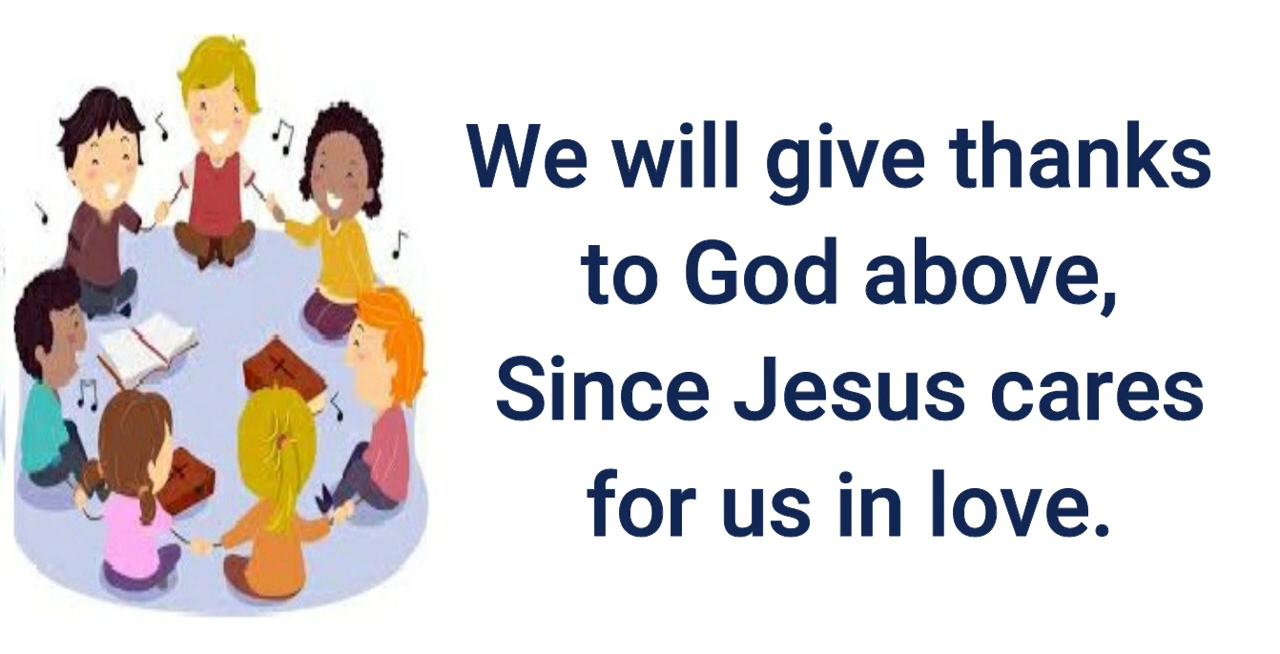 We will give thanks
to God above,
Since Jesus cares
for us in love.